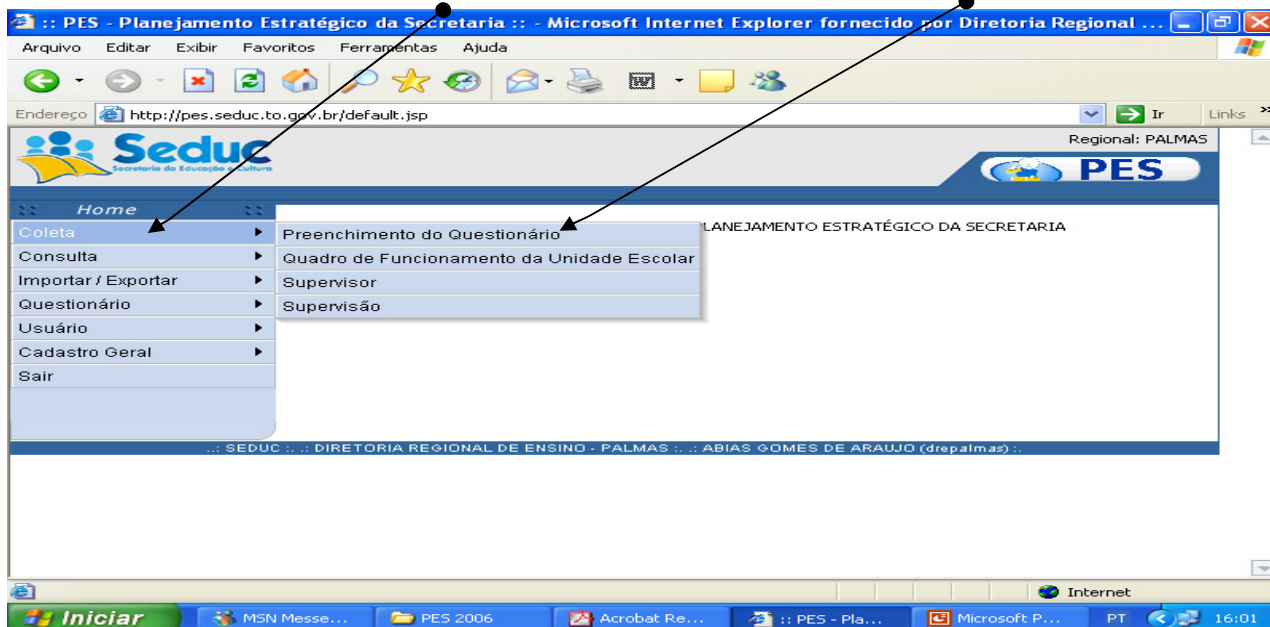 :: PES - Planejamento Estratégico da Secretaria :: - Microsoft Internet Explorer fornecido por Diretoria Regional ...
Arquivo Editar Exibir Favoritos Ferramentas Ajuda
Endereço http://pes.seduc.to.gov.br/default.jsp Ir Links »
Seduc
Secretaria da Educação e Cultura
Regional: PALMAS
PES
:: Home ::
LANEJAMENTO ESTRATÉGICO DA SECRETARIA
Coleta
Preenchimento do Questionário
Consulta
Quadro de Funcionamento da Unidade Escolar
Importar / Exportar
Supervisor
Questionário
Supervisão
Usuário
Cadastro Geral
Sair
..: SEDUC :.. ..: DIRETORIA REGIONAL DE ENSINO - PALMAS :.. ..: ABIAS GOMES DE ARAUJO (drepalmas) :.
Internet
Iniciar MSN Messe... PES 2006 Acrobat Re... :: PES - Pla... Microsoft P... PT 16:01